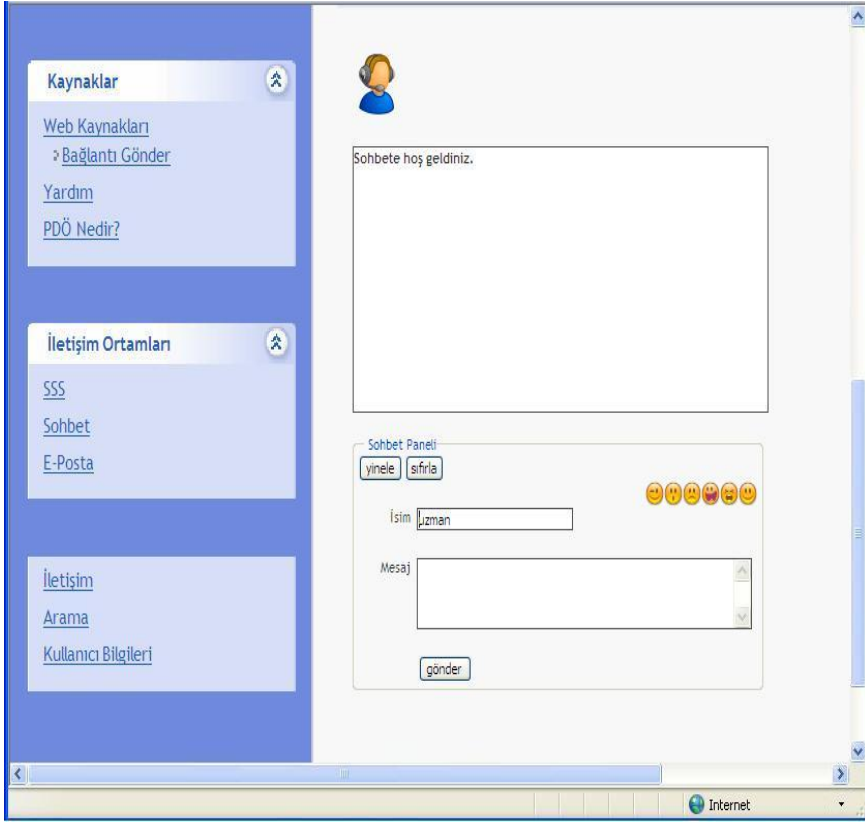 Kaynaklar
Web Kaynakları
Bağlantı Gönder
Yardım
PDÖ Nedir?
İletişim Ortamları
SSS
Sohbet
E-Posta
İletişim
Arama
Kullanıcı Bilgileri
Sohbete hoş geldiniz.
Sohbet Paneli
yinele sıfırla
İsim uzman
Mesaj
gönder
Internet